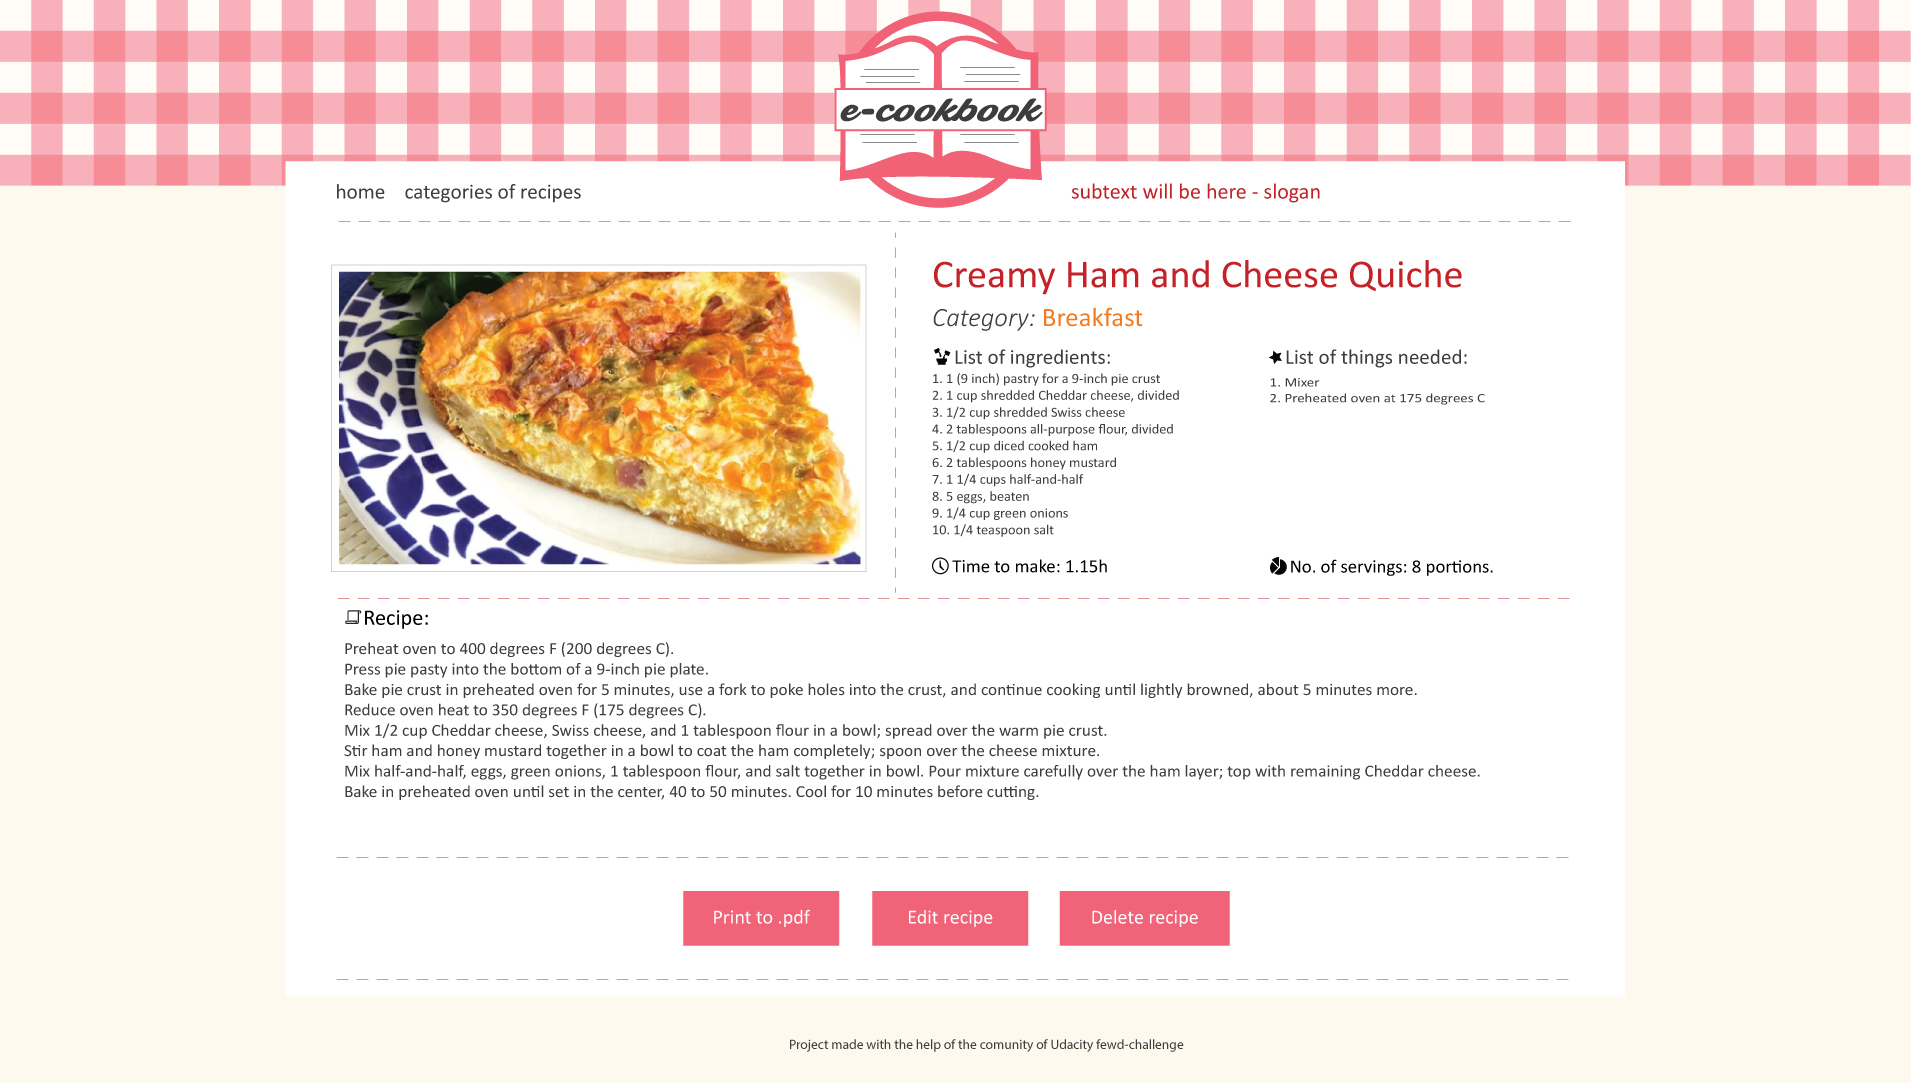 e-cookbook
home categories of recipes
subtext will be here - slogan
Creamy Ham and Cheese Quiche
Category: Breakfast
List of ingredients:
1. 1 (9 inch) pastry for a 9-inch pie crust
2. 1 cup shredded Cheddar cheese, divided
3. 1/2 cup shredded Swiss cheese
4. 2 tablespoons all-purpose flour, divided
5. 1/2 cup diced cooked ham
6. 2 tablespoons honey mustard
7. 1 1/4 cups half-and-half
8. 5 eggs, beaten
9. 1/4 cup green onions
10. 1/4 teaspoon salt
List of things needed:
1. Mixer
2. Preheated oven at 175 degrees C
Time to make: 1.15h
No. of servings: 8 portions.
Recipe:
Preheat oven to 400 degrees F (200 degrees C).
Press pie pasty into the bottom of a 9-inch pie plate.
Bake pie crust in preheated oven for 5 minutes, use a fork to poke holes into the crust, and continue cooking until lightly browned, about 5 minutes more.
Reduce oven heat to 350 degrees F (175 degrees C).
Mix 1/2 cup Cheddar cheese, Swiss cheese, and 1 tablespoon flour in a bowl; spread over the warm pie crust.
Stir ham and honey mustard together in a bowl to coat the ham completely; spoon over the cheese mixture.
Mix half-and-half, eggs, green onions, 1 tablespoon flour, and salt together in bowl. Pour mixture carefully over the ham layer; top with remaining Cheddar cheese.
Bake in preheated oven until set in the center, 40 to 50 minutes. Cool for 10 minutes before cutting.
Print to .pdf
Edit recipe
Delete recipe
Project made with the help of the comunity of Udacity fewd-challenge